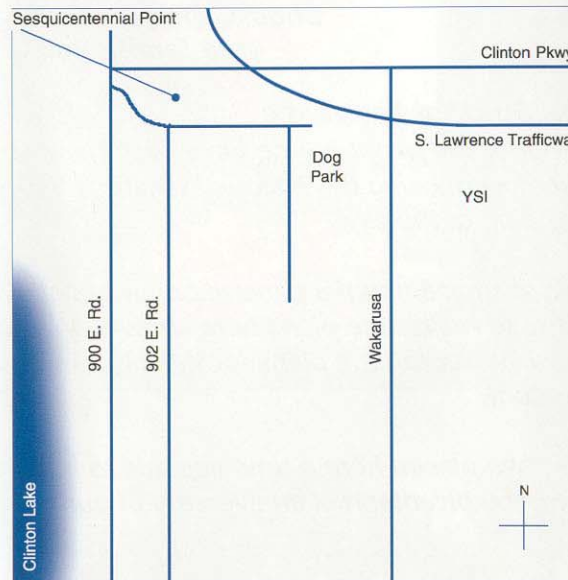 Sesquicentennial Point
Clinton Pkwy
S. Lawrence Trafficwa
Dog
Park
YSI
900 E. Rd.
902 E. Rd.
Wakarusa
Clinton Lake
N